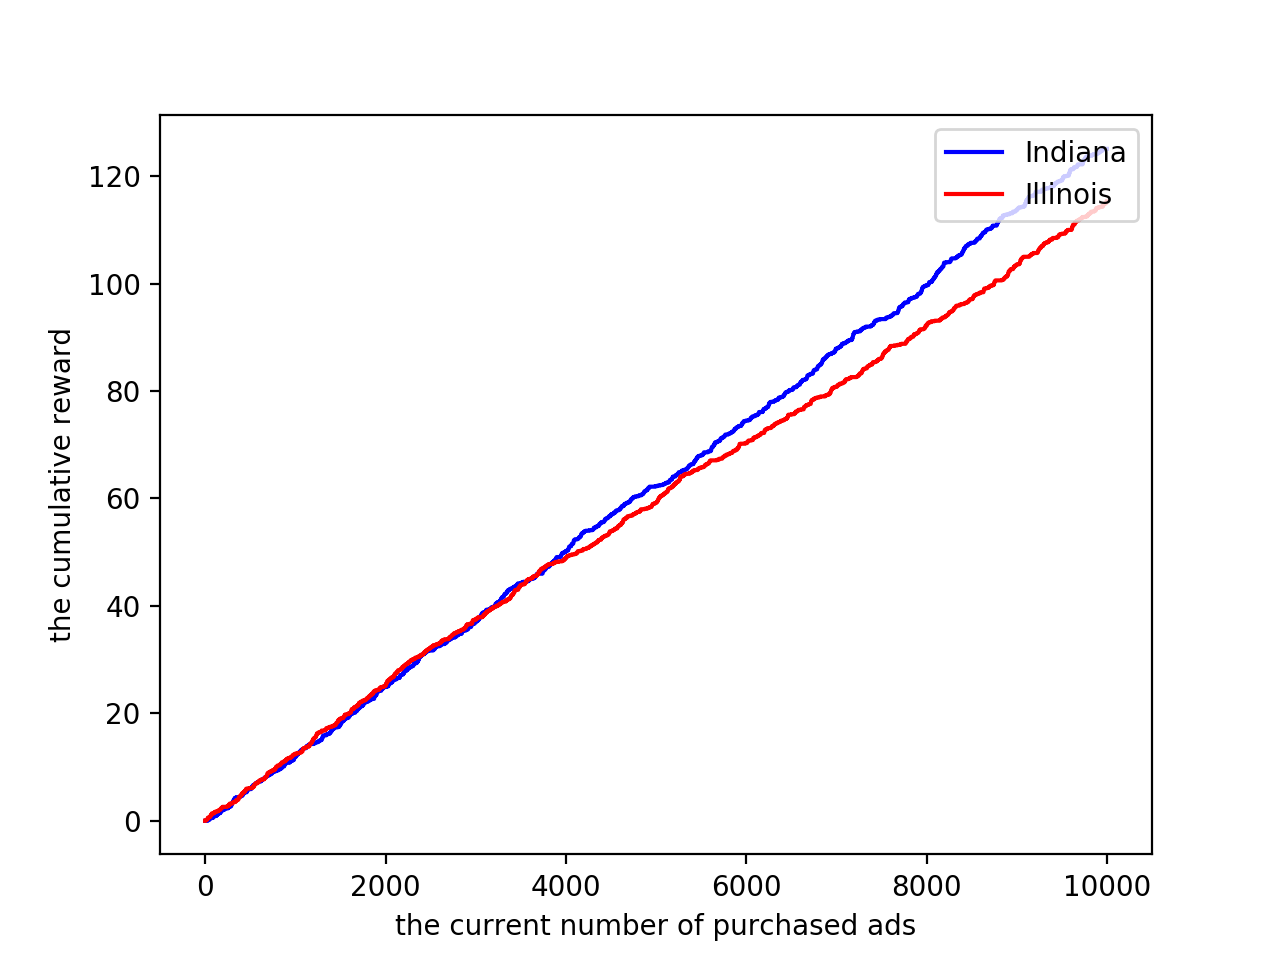 Indiana
Illinois
120
100
80
60
40
20
0
the cumulative reward
0 2000 4000 6000 8000 10000
the current number of purchased ads